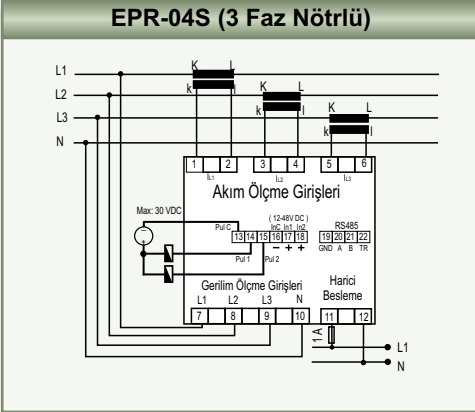 EPR-04S (3 Faz Nötrlü)
L1
L2
L3
N
K L
k l
K L
k l
K L
k l
1 2 3 4 5 6
IL1 IL2 IL3
Akım Ölçme Girişleri
Max: 30 VDC
( 12-48V DC )
Pul C InC In1 In2 RS485
13 14 15 16 17 18 19 20 21 22
Pul 1 Pul 2 − + + GND A B TR
Gerilim Ölçme Girişleri
Harici
Besleme
L1 L2 L3 N
7 8 9 10 11 12
1 A
L1
N